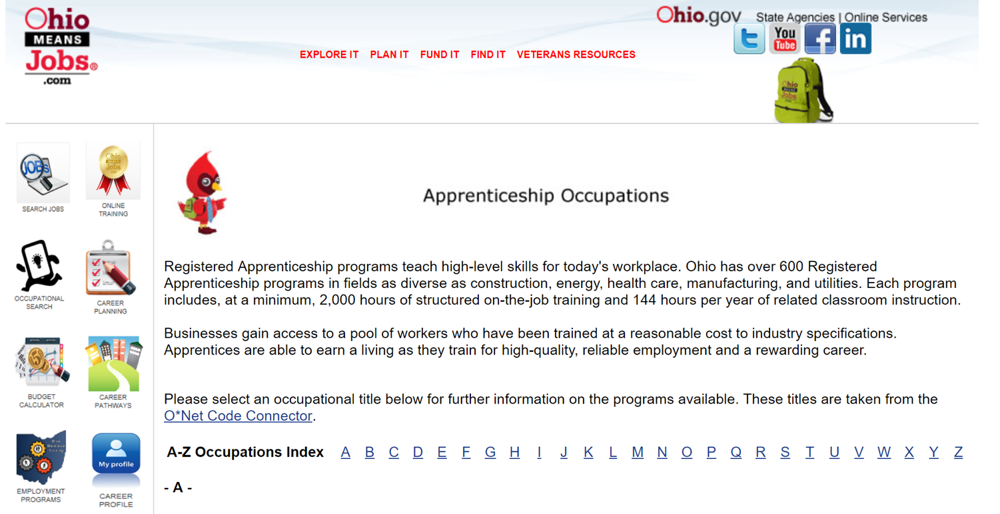 Ohio
MEANS
Jobs®
.com
Ohio.gov State Agencies | Online Services
You
Tube
f
in
EXPLORE IT PLAN IT FUND IT FIND IT VETERANS RESOURCES
Ohio
MEANS
Jobs
JOBs
SEARCH JOBS
Ohio
MEANS
Jobs
ONLINE
TRAINING
OCCUPATIONAL
SEARCH
CAREER
PLANNING
BUDGET
CALCULATOR
CAREER
PATHWAYS
EMPLOYMENT
PROGRAMS
My profile
CAREER
PROFILE
Apprenticeship Occupations
Registered Apprenticeship programs teach high-level skills for today's workplace. Ohio has over 600 Registered
Apprenticeship programs in fields as diverse as construction, energy, health care, manufacturing, and utilities. Each program
includes, at a minimum, 2,000 hours of structured on-the-job training and 144 hours per year of related classroom instruction.
Businesses gain access to a pool of workers who have been trained at a reasonable cost to industry specifications.
Apprentices are able to earn a living as they train for high-quality, reliable employment and a rewarding career.
Please select an occupational title below for further information on the programs available. These titles are taken from the
O*Net Code Connector.
A-Z Occupations Index A B C D E F G H I J K L M N O P Q R S T U V W X Y Z
- A -